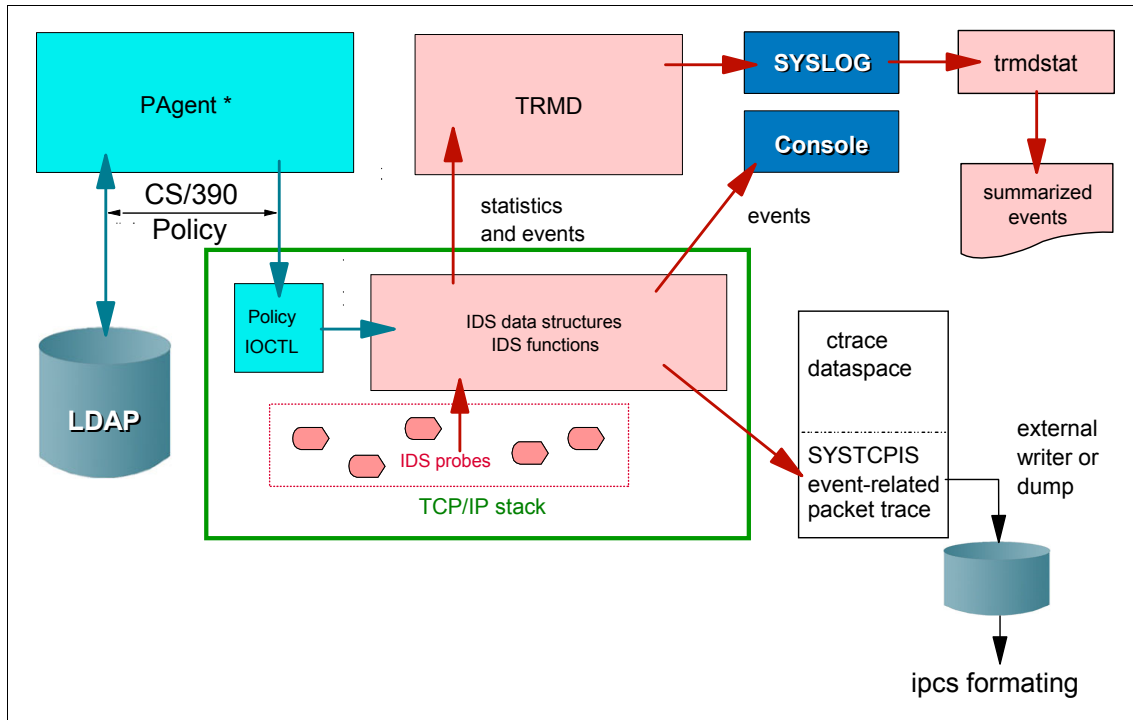 PAgent *
TRMD
SYSLOG
trmdstat
Console
CS/390
Policy
statistics
and events
events
summarized
events
Policy
IOCTL
IDS data structures
IDS functions
LDAP
IDS probes
TCP/IP stack
ctrace
dataspace
SYSTCPIS
event-related
packet trace
external
writer or
dump
ipcs formating